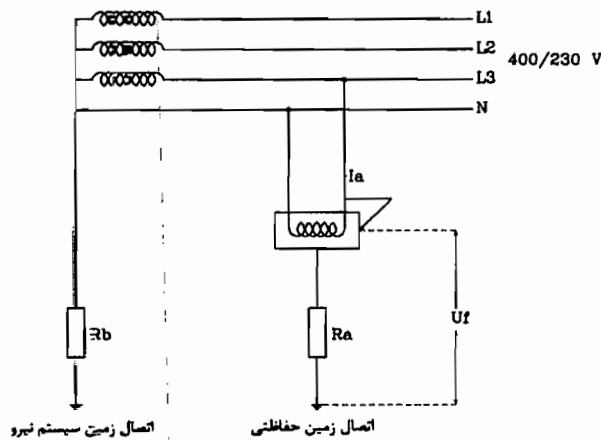 L1
L2
400/230 V
L3
N
Ia
Uf
Rb
Ra
اتصال زمین حفاظتی
اتصال زمین سیستم نیرو